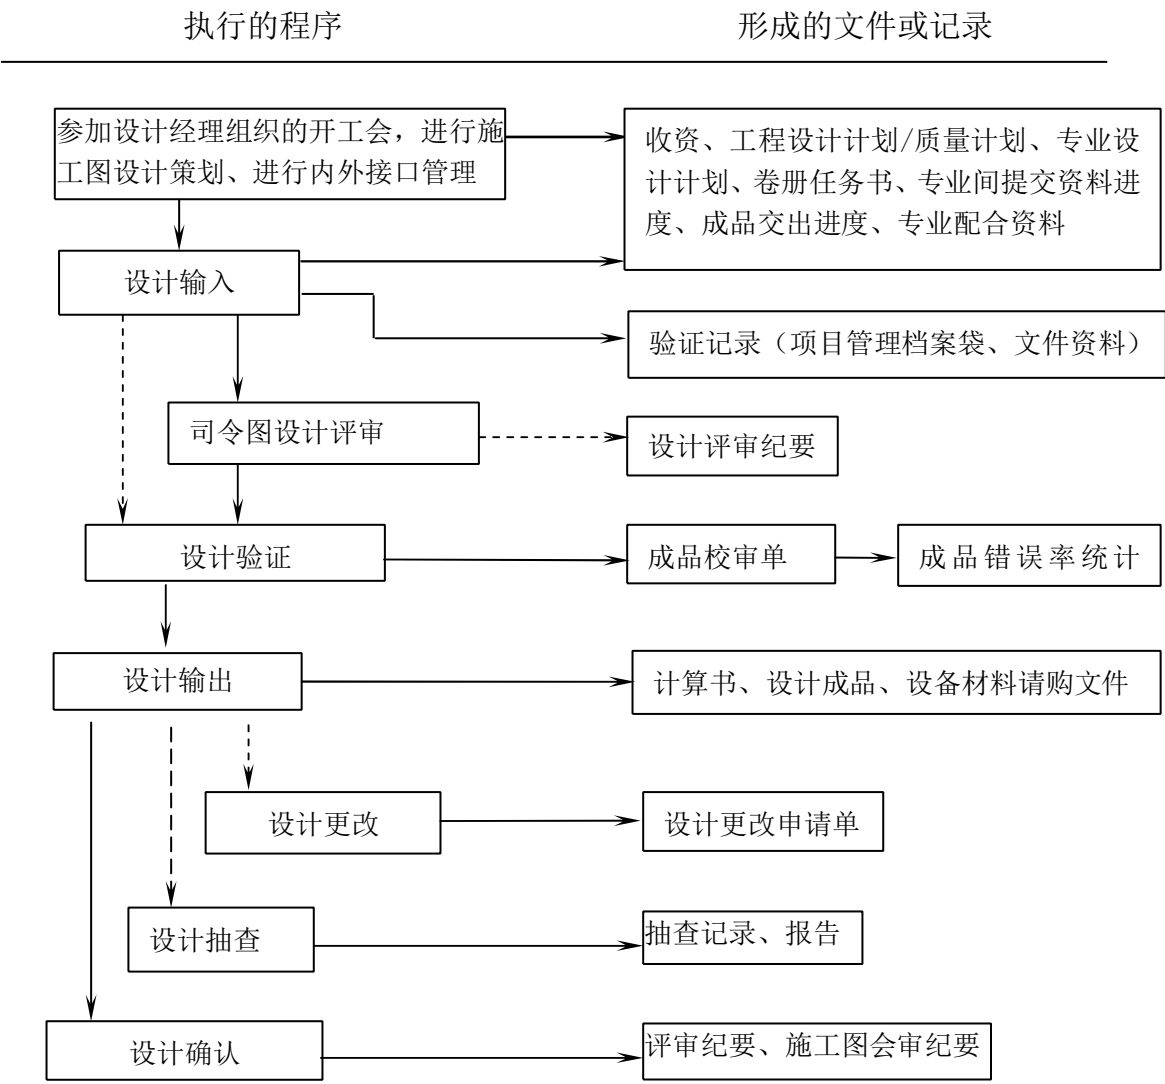 执行的程序
形成的文件或记录
参加设计经理组织的开工会，进行施
工图设计策划、进行内外接口管理
收资、工程设计计划/质量计划、专业设
计计划、卷册任务书、专业间提交资料进
度、成品交出进度、专业配合资料
设计输入
验证记录（项目管理档案袋、文件资料）
司令图设计评审
设计评审纪要
设计验证
成品校审单
成品错误率统计
设计输出
计算书、设计成品、设备材料请购文件
设计更改
设计更改申请单
设计抽查
抽查记录、报告
设计确认
评审纪要、施工图会审纪要